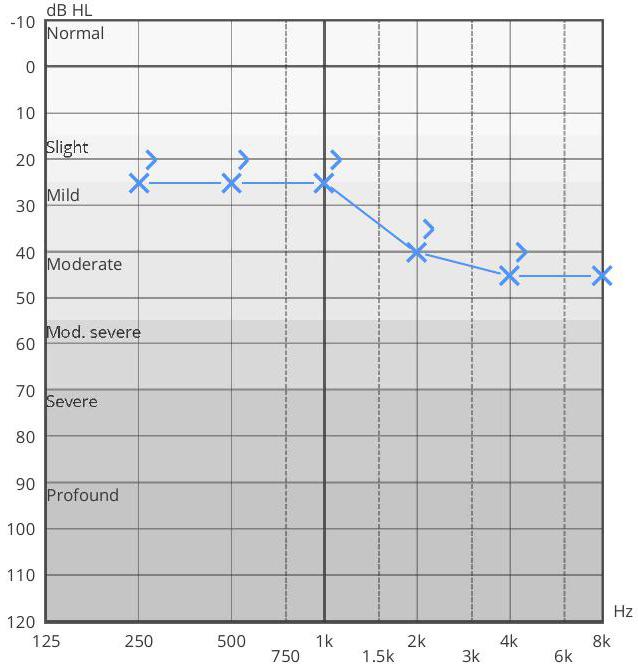 dB HL
-10
Normal
0
10
Slight
20
Mild
30
40
Moderate
50
Mod. severe
60
70
Severe
80
90
Profound
100
110
120
Hz
125 250 500 1k 2k 4k 8k
750 1.5k 3k 6k